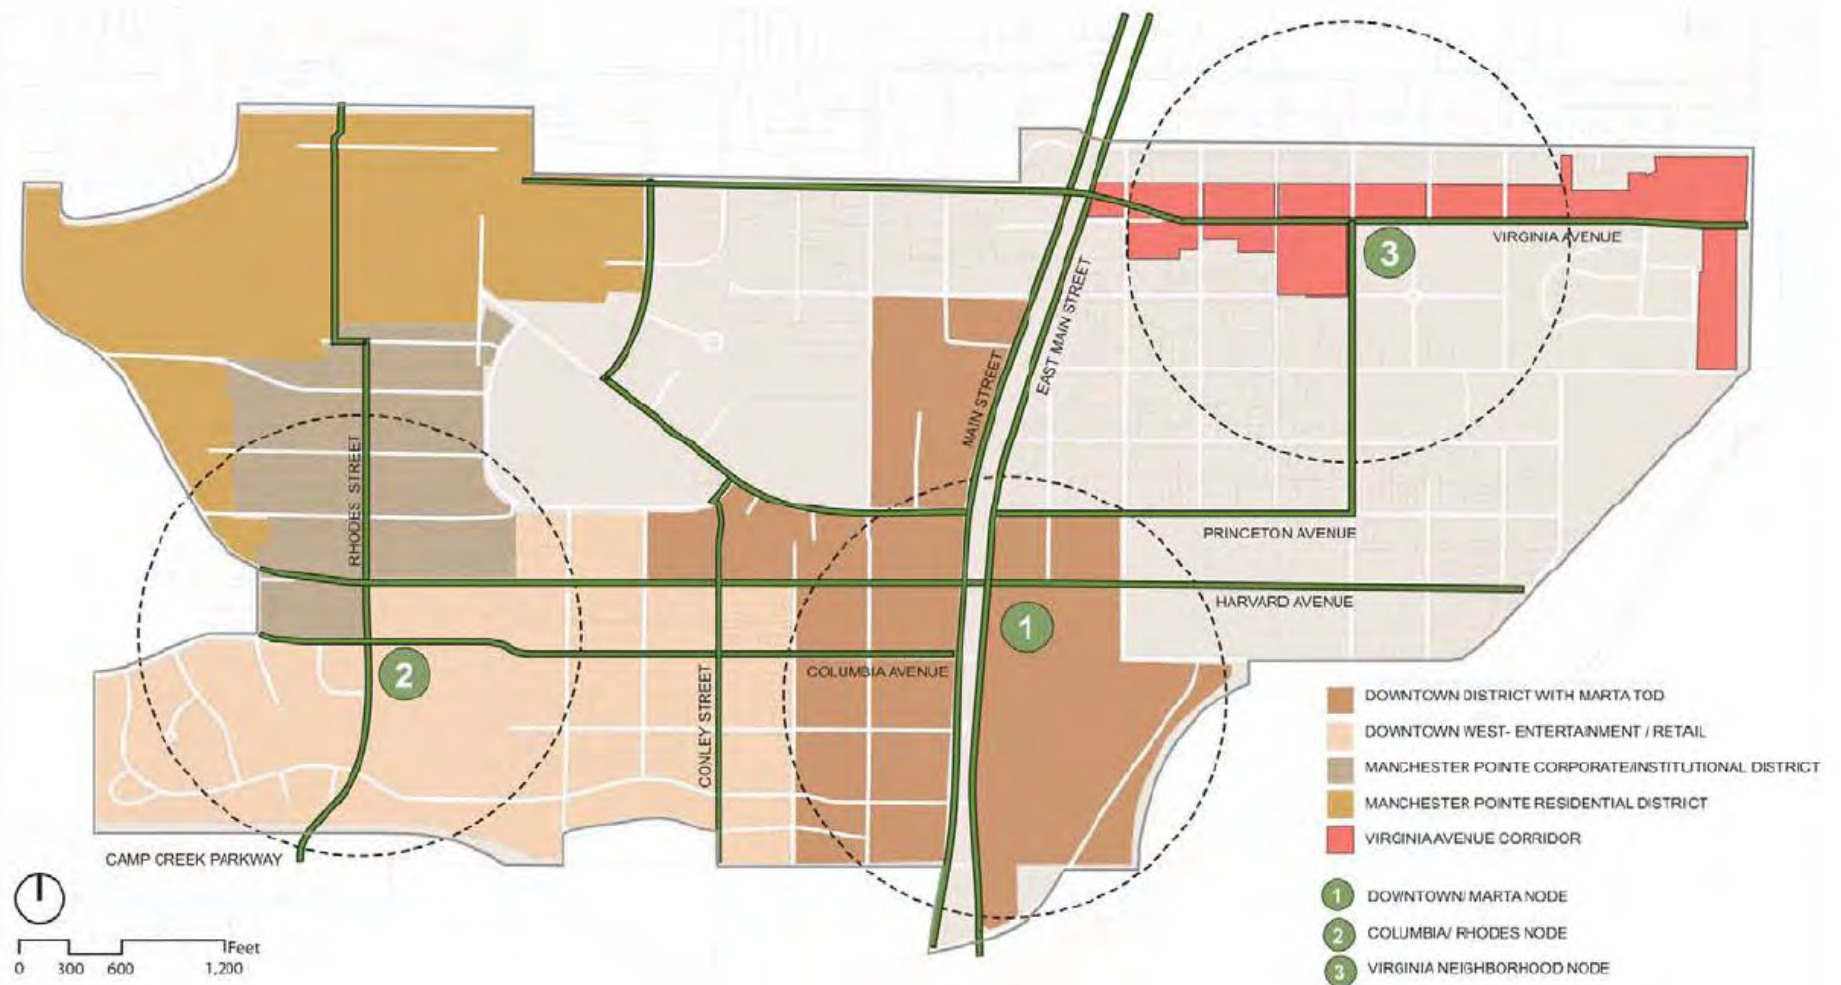 3
VIRGINIA AVENUE
EAST MAIN STREET
MAIN STREET
RHODES STREET
PRINCETON AVENUE
HARVARD AVENUE
1
2
COLUMBIA AVENUE
CONLEY STREET
CAMP CREEK PARKWAY
Feet
0 300 600 1,200
DOWNTOWN DISTRICT WITH MARTA TOD
DOWNTOWN WEST- ENTERTAINMENT / RETAIL
MANCHESTER POINTE CORPORATE/INSTITUTIONAL DISTRICT
MANCHESTER POINTE RESIDENTIAL DISTRICT
VIRGINIA AVENUE CORRIDOR
1 DOWNTOWN/ MARTA NODE
2 COLUMBIA/ RHODES NODE
3 VIRGINIA NEIGHBORHOOD NODE